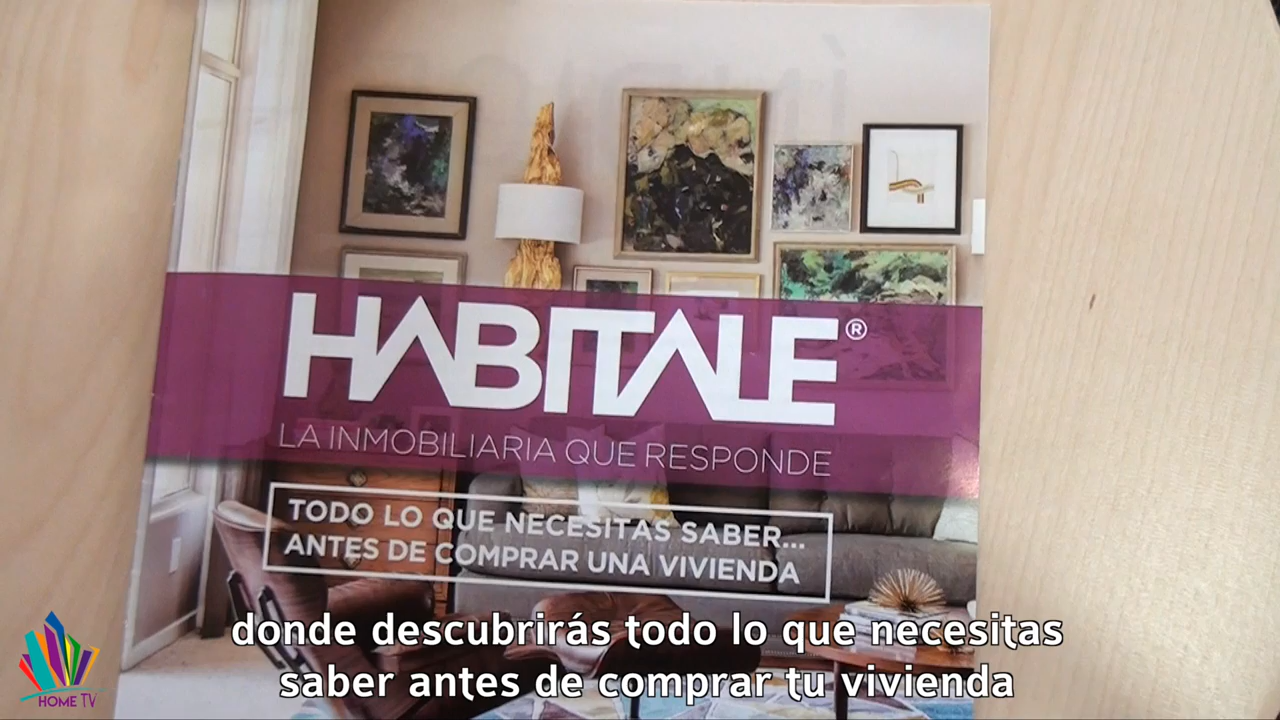 HABITALE®
LA INMOBILIARIA QUE RESPONDE
TODO LO QUE NECESITAS SABER...
ANTES DE COMPRAR UNA VIVIENDA
donde descubrirás todo lo que necesitas
saber antes de comprar tu vivienda
HOME TV